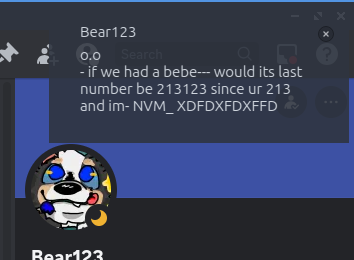 Bear123
o.o
- if we had a bebe--- would its last
number be 213123 since ur 213
and im- NVM_ XDFDXFDXFFD
Search
Bear123